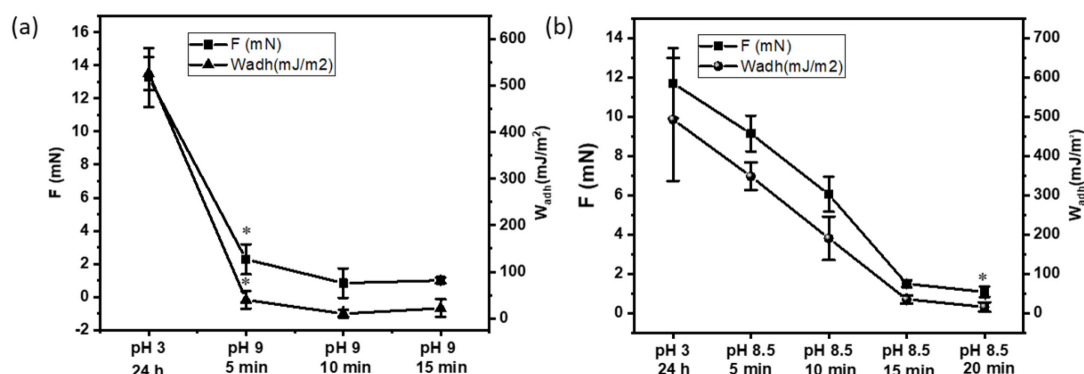 (a)
F (mN)
Wadh(mJ/m2)
16
14
12
10
8
6
4
2
0
-2
F (mN)
600
500
400
300
200
100
0
Wadh(mJ/m²)
*
*
pH 3
24 h
pH 9
5 min
pH 9
10 min
pH 9
15 min
(b)
F (mN)
Wadh(mJ/m2)
14
12
10
8
6
4
2
0
F (mN)
700
600
500
400
300
200
100
0
Wadh(mJ/m
*
pH 3
24 h
pH 8.5
5 min
pH 8.5
10 min
pH 8.5
15 min
pH 8.5
20 min